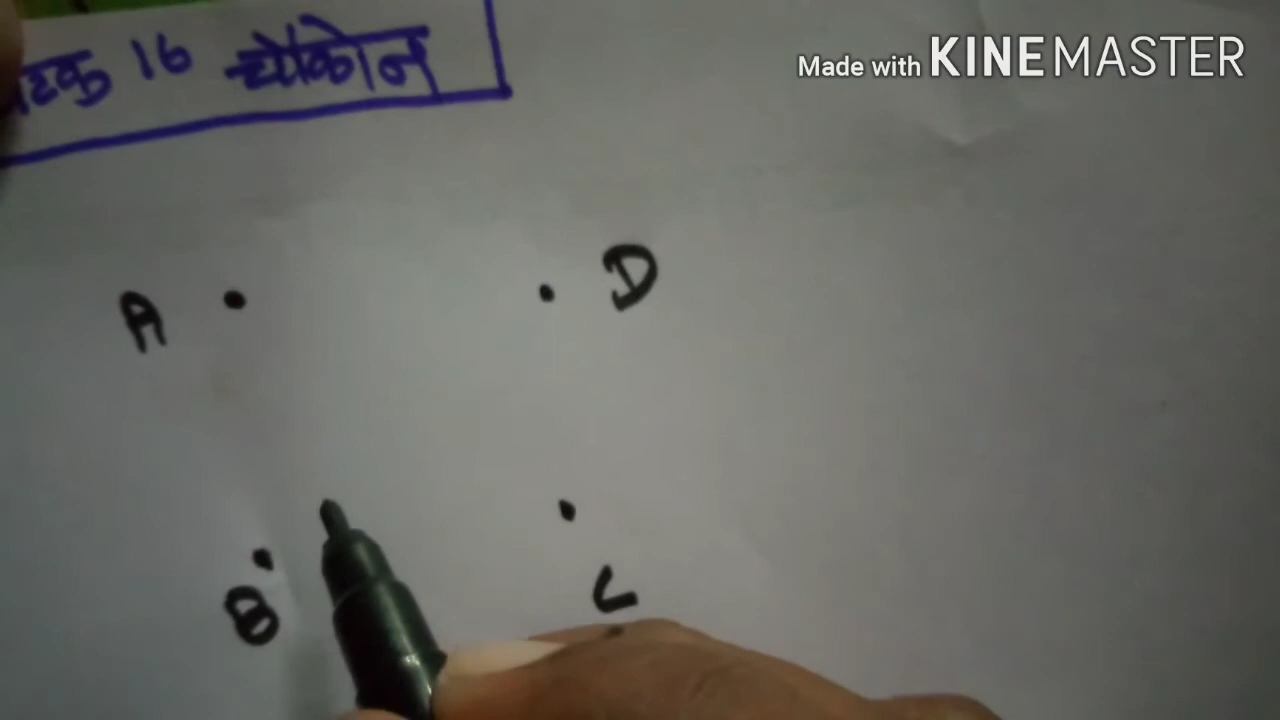 Made with KINEMASTER
16 चौकोन
A
D
B
C